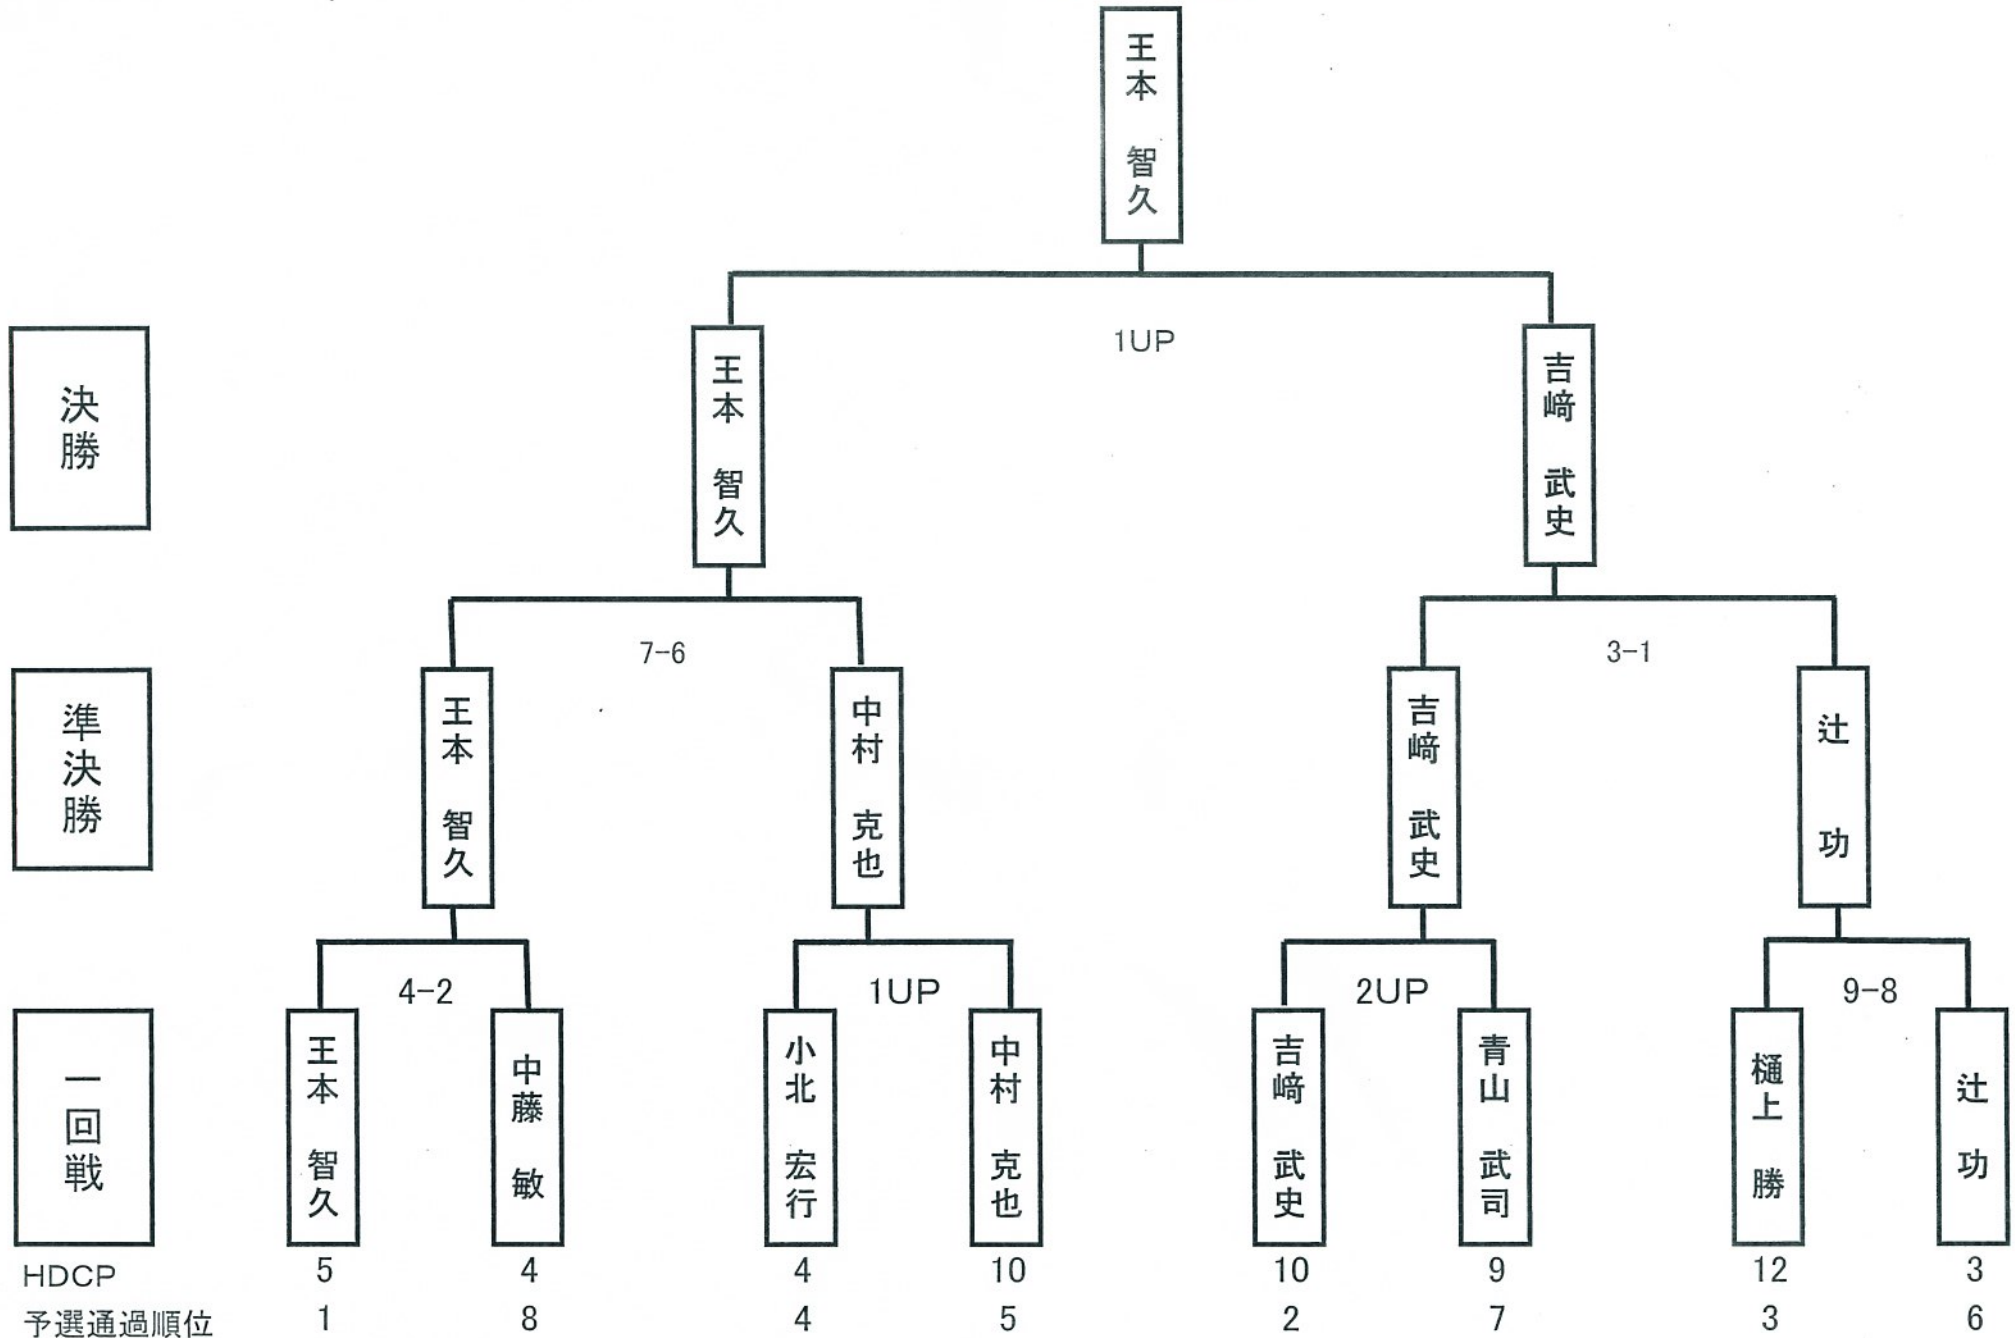 王本 智久
1UP
決勝
王本 智久
吉﨑 武史
7-6
3-1
準決勝
王本 智久
中村 克也
吉﨑 武史
辻 功
4-2
1UP
2UP
9-8
一回戦
王本 智久
中藤 敏
小北 宏行
中村 克也
吉﨑 武史
青山 武司
樋上 勝
辻 功
HDCP 5 4 4 10 10 9 12 3
予選通過順位 1 8 4 5 2 7 3 6